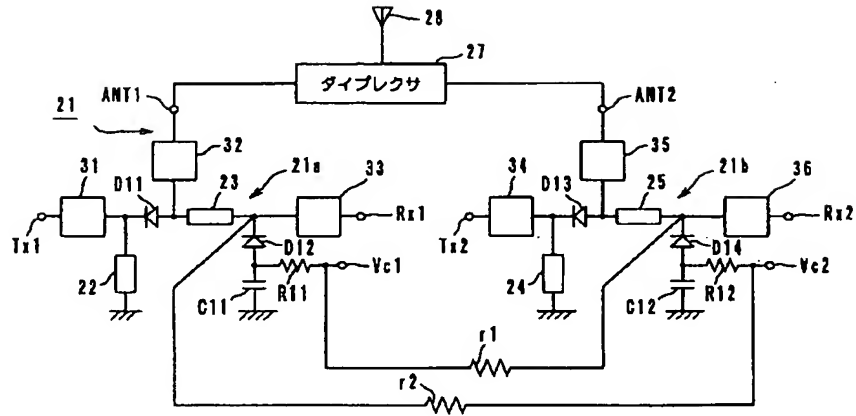 28
27
ダイプレクサ
ANT1
ANT2
21
32
35
31
23
21a
33
34
25
21b
36
D11
D13
Tx1
Rx1
Tx2
Rx2
D12
Vc1
D14
Vc2
22
C11
R11
24
C12
R12
r1
r2